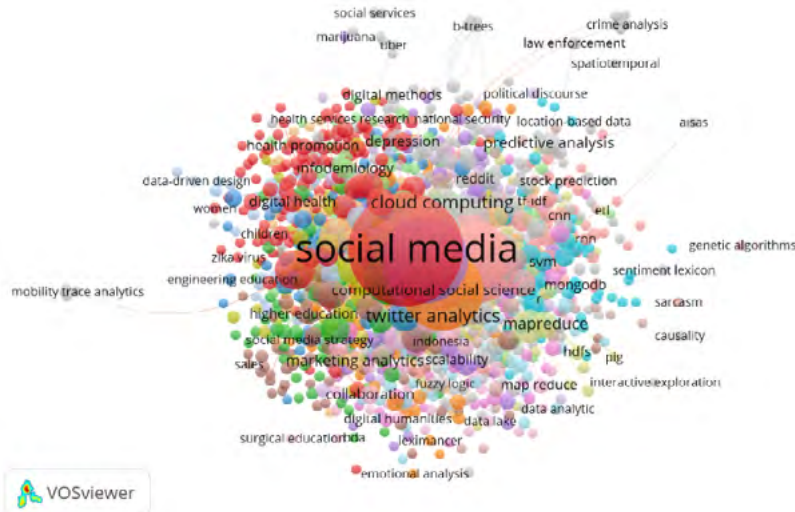 social services
b-trees
crime analysis
marijuana
uber
law enforcement
spatiotemporal
digital methods
political discourse
health services research
national security
location-based data
aisas
health promotion
depression
predictive analysis
infodemiology
reddit
stock prediction
data-driven design
digital health
cloud computing
tf-idf
cnn
etl
women
children
social media
rnn
genetic algorithms
zika virus
svm
sentiment lexicon
engineering education
computational social science
mongodb
mobility trace analytics
r
sarcasm
higher education
twitter analytics
mapreduce
social media strategy
indonesia
causality
sales
marketing analytics
scalability
hdfs
pig
fuzzy logic
map reduce
interactive exploration
collaboration
data analytic
digital humanities
data lake
surgical education
hda
leximancer
emotional analysis
VOSviewer